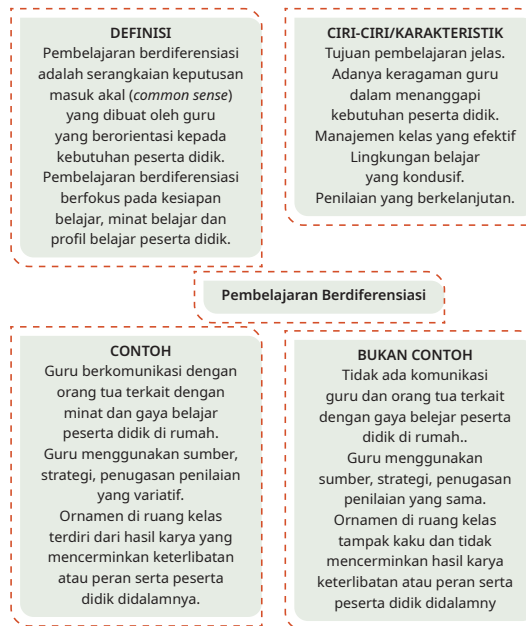 DEFINISI
Pembelajaran berdiferensiasi
adalah serangkaian keputusan
masuk akal (common sense)
yang dibuat oleh guru
yang berorientasi kepada
kebutuhan peserta didik.
Pembelajaran berdiferensiasi
berfokus pada kesiapan
belajar, minat belajar dan
profil belajar peserta didik.
CIRI-CIRI/KARAKTERISTIK
Tujuan pembelajaran jelas.
Adanya keragaman guru
dalam menanggapi
kebutuhan peserta didik.
Manajemen kelas yang efektif
Lingkungan belajar
yang kondusif.
Penilaian yang berkelanjutan.
Pembelajaran Berdiferensiasi
CONTOH
Guru berkomunikasi dengan
orang tua terkait dengan
minat dan gaya belajar
peserta didik di rumah.
Guru menggunakan sumber,
strategi, penugasan penilaian
yang variatif.
Ornamen di ruang kelas
terdiri dari hasil karya yang
mencerminkan keterlibatan
atau peran serta peserta
didik didalamnya.
BUKAN CONTOH
Tidak ada komunikasi
guru dan orang tua terkait
dengan gaya belejar peserta
didik di rumah..
Guru menggunakan
sumber, strategi, penugasan
penilaian yang sama.
Ornamen di ruang kelas
tampak kaku dan tidak
mencerminkan hasil karya
keterlibatan atau peran serta
peserta didik didalamny